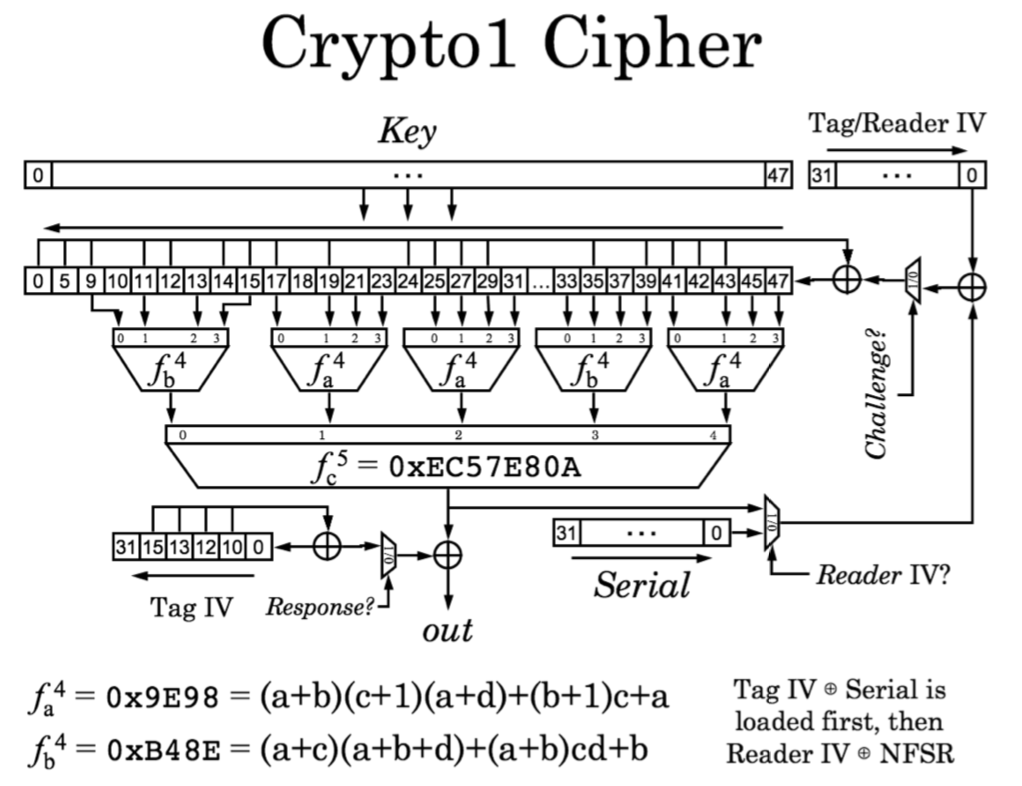 Crypto1 Cipher
Key
Tag/Reader IV
0 ... 47
31 ... 0
0 5 9 10 11 12 13 14 15 17 18 19 21 23 24 25 27 29 31 ... 33 35 37 39 41 42 43 45 47
1/0
Challenge?
0 1 2 3
0 1 2 3
0 1 2 3
0 1 2 3
0 1 2 3
f_b^4
f_a^4
f_a^4
f_b^4
f_a^4
0 1 2 3 4
f_c^5 = 0xEC57E80A
31 15 13 12 10 0
0/1
31 ... 0
1/0
Tag IV
Response?
out
Serial
Reader IV?
f_a^4 = 0x9E98 = (a+b)(c+1)(a+d)+(b+1)c+a
f_b^4 = 0xB48E = (a+c)(a+b+d)+(a+b)cd+b
Tag IV ⊕ Serial is
loaded first, then
Reader IV ⊕ NFSR